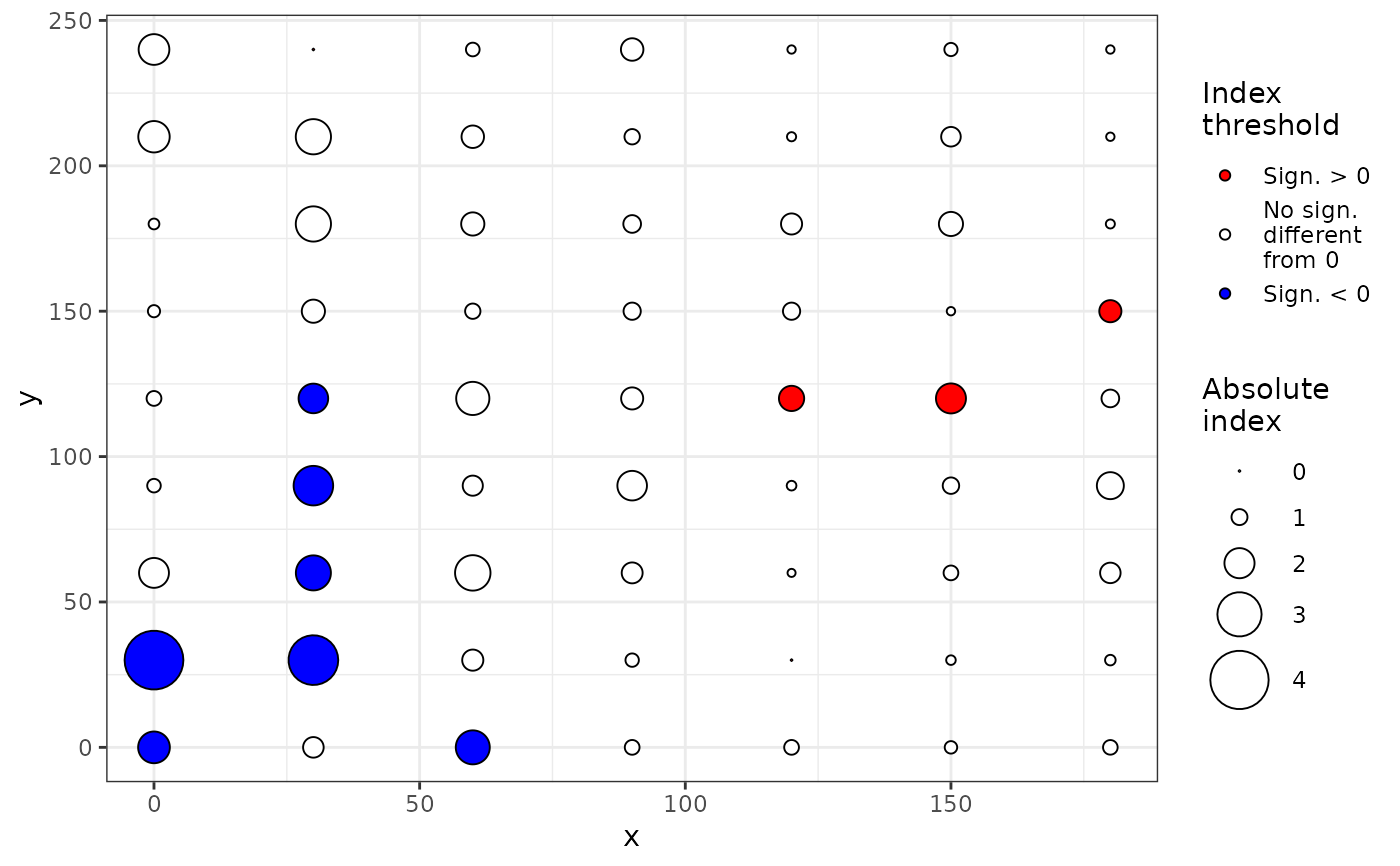 250
200
150
100
50
0
y
0
50
100
150
x
Index
threshold
Sign. > 0
No sign.
different
from 0
Sign. < 0
Absolute
index
0
1
2
3
4